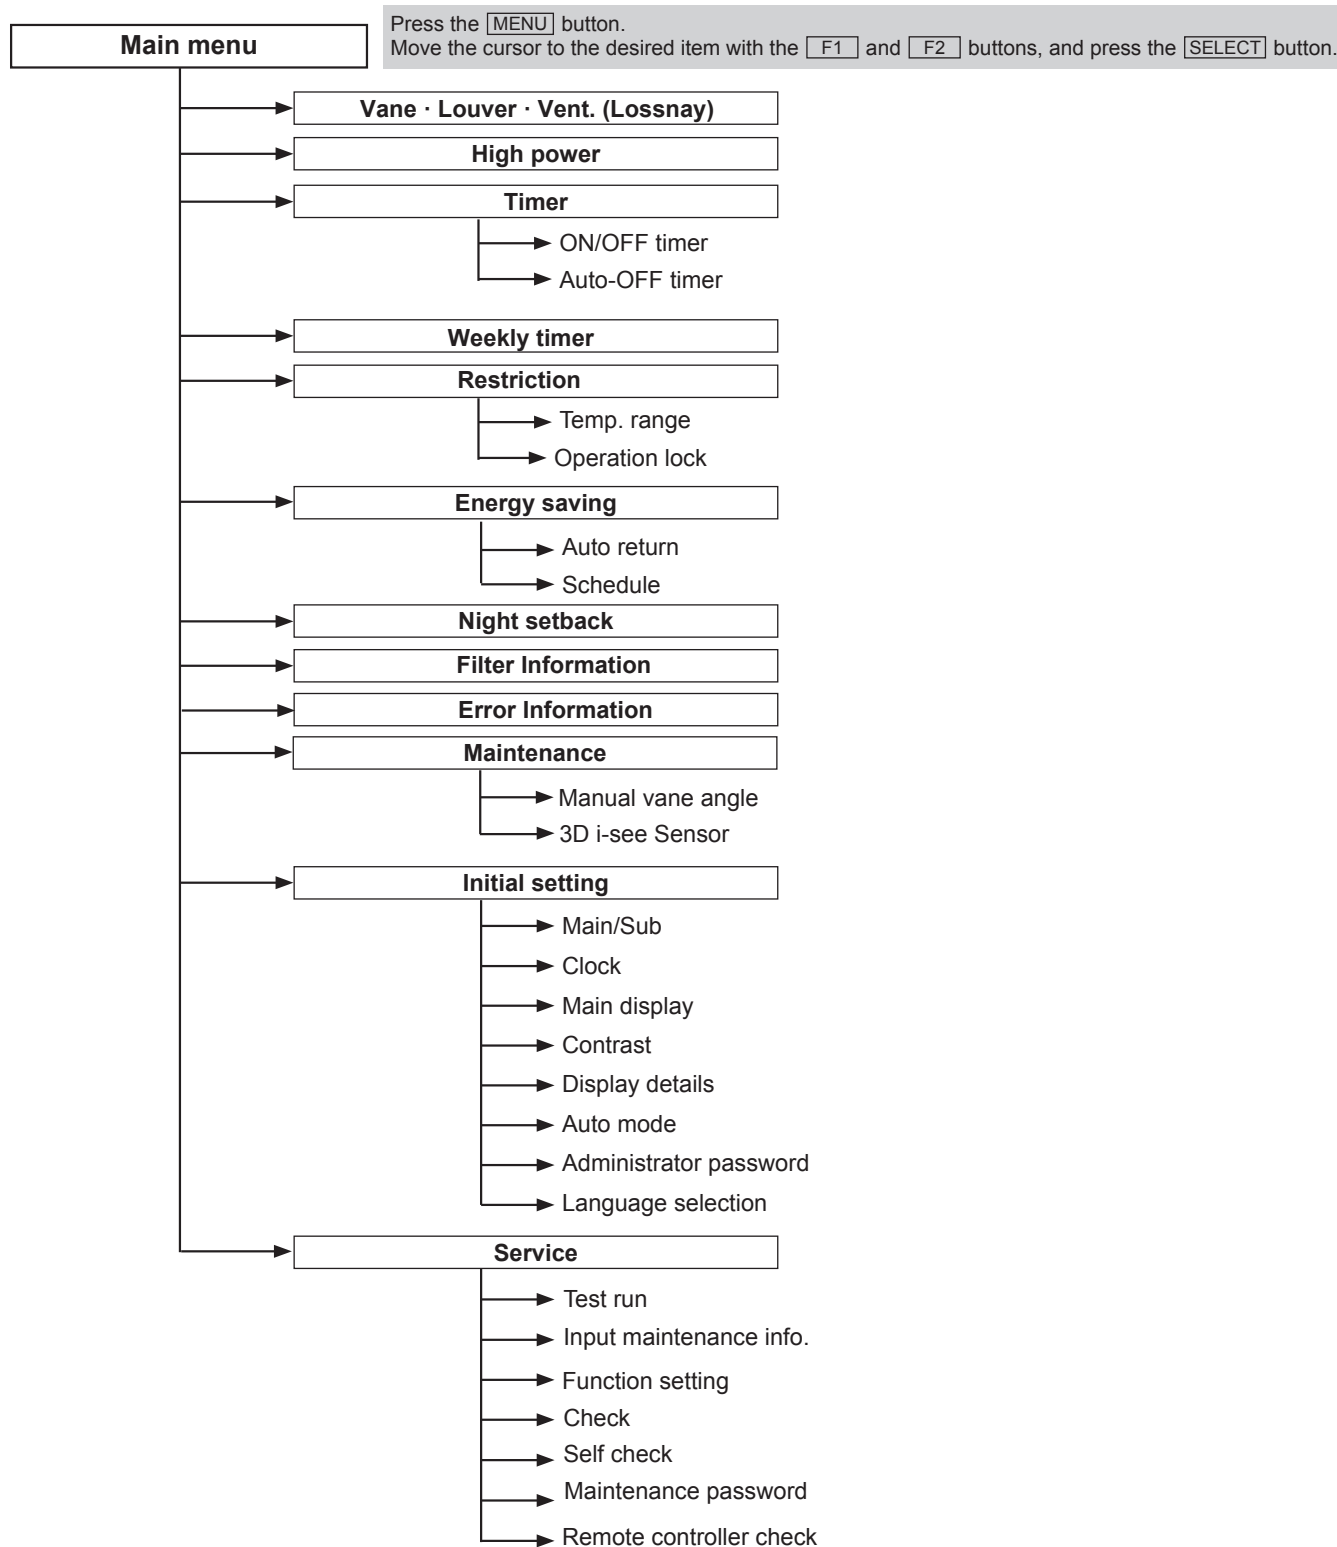 Main menu
Press the MENU button.
Move the cursor to the desired item with the F1 and F2 buttons, and press the SELECT button.
Vane · Louver · Vent. (Lossnay)
High power
Timer
ON/OFF timer
Auto-OFF timer
Weekly timer
Restriction
Temp. range
Operation lock
Energy saving
Auto return
Schedule
Night setback
Filter Information
Error Information
Maintenance
Manual vane angle
3D i-see Sensor
Initial setting
Main/Sub
Clock
Main display
Contrast
Display details
Auto mode
Administrator password
Language selection
Service
Test run
Input maintenance info.
Function setting
Check
Self check
Maintenance password
Remote controller check